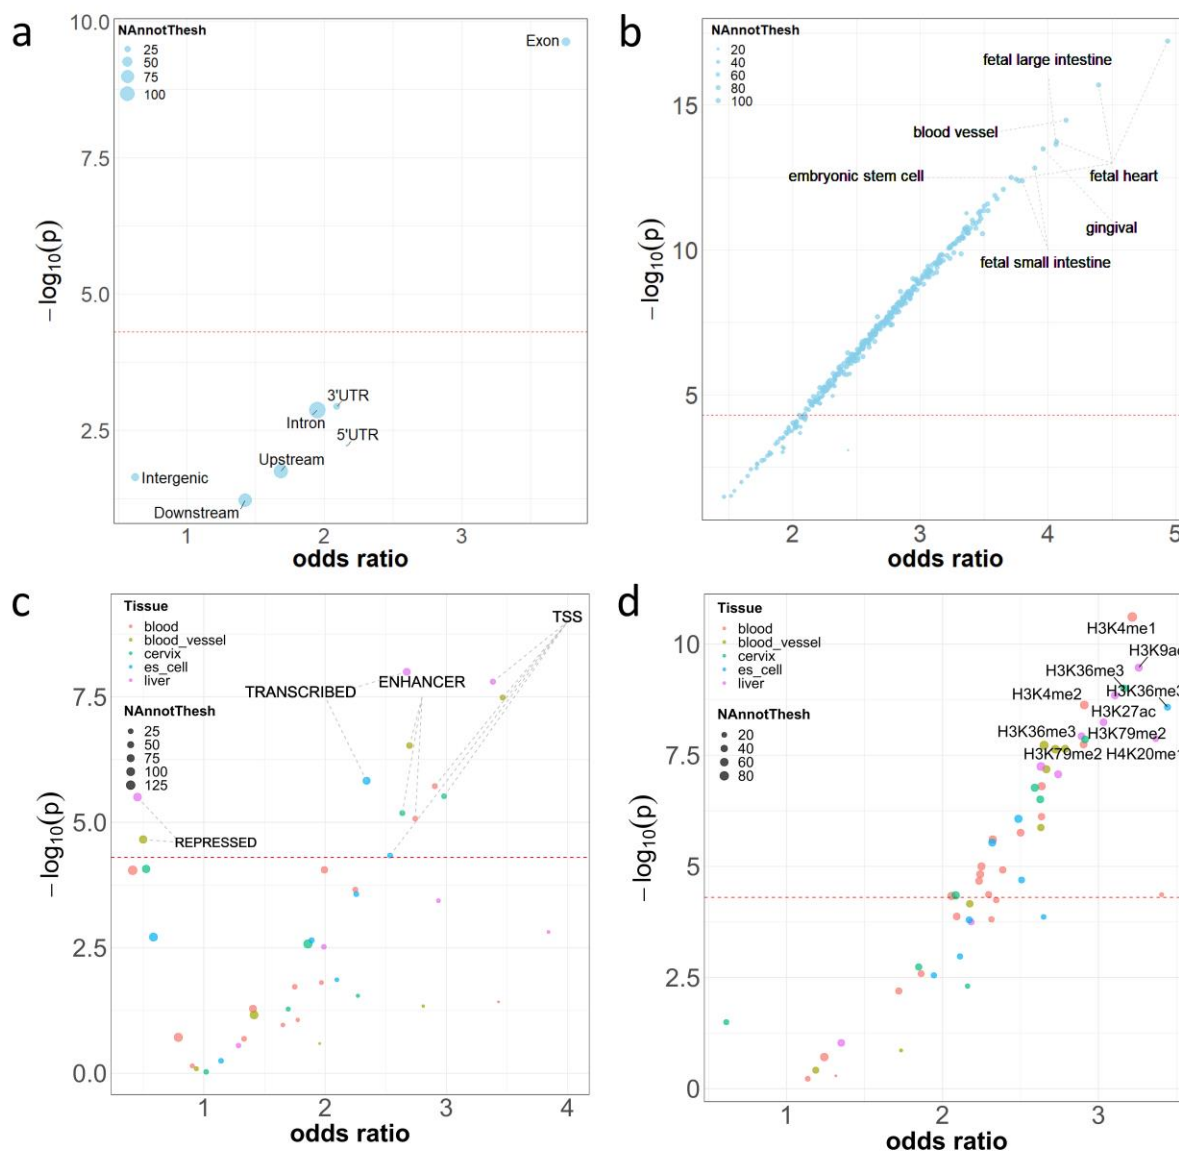 a
NAnnotThesh
25
50
75
100
Exon
3'UTR
Intron
5'UTR
Upstream
Intergenic
Downstream
10.0
7.5
5.0
2.5
−log10(p)
1
2
3
odds ratio
b
NAnnotThesh
20
40
60
80
100
fetal large intestine
blood vessel
embryonic stem cell
fetal heart
gingival
fetal small intestine
15
10
5
−log10(p)
2
3
4
5
odds ratio
c
Tissue
blood
blood_vessel
cervix
es_cell
liver
NAnnotThesh
25
50
75
100
125
TSS
TRANSCRIBED
ENHANCER
REPRESSED
7.5
5.0
2.5
0.0
−log10(p)
1
2
3
4
odds ratio
d
Tissue
blood
blood_vessel
cervix
es_cell
liver
NAnnotThesh
20
40
60
80
H3K4me1
H3K9ac
H3K36me3
H3K4me2
H3K36me3
H3K27ac
H3K36me3
H3K79me2
H3K79me2
H4K20me1
10
7.5
5
2.5
0
−log10(p)
1
2
3
odds ratio